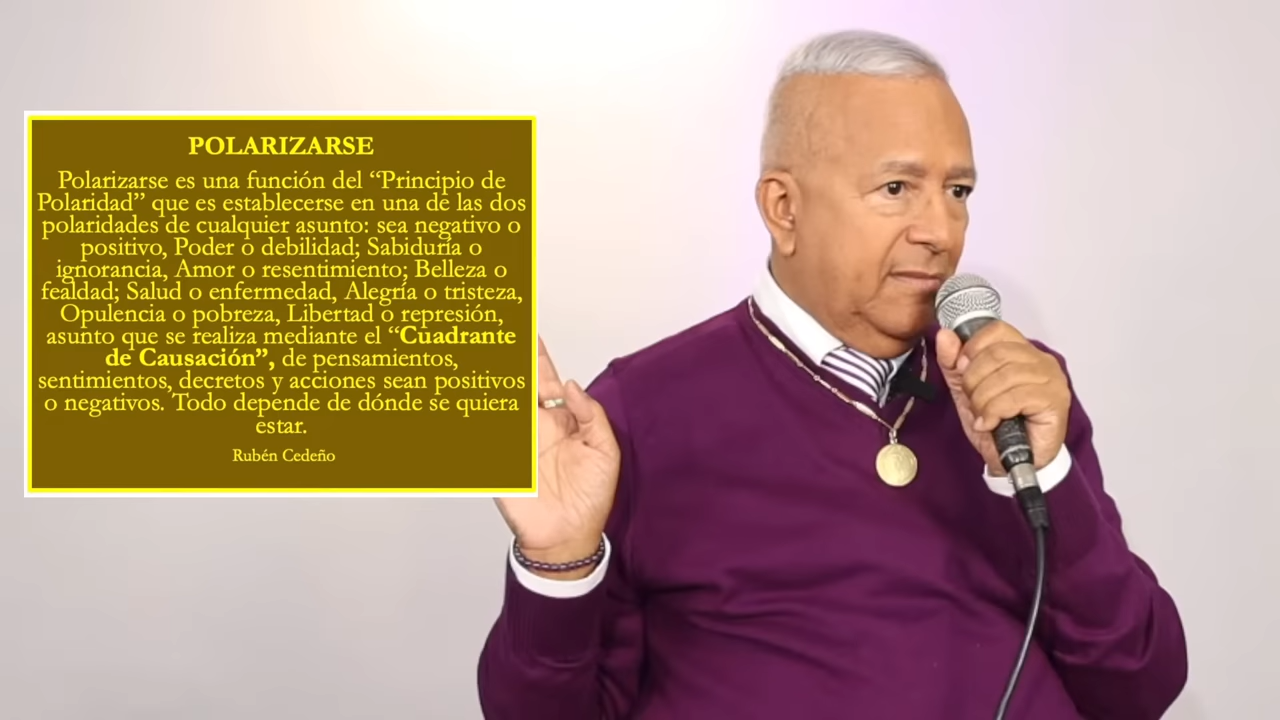 POLARIZARSE
Polarizarse es una función del “Principio de
Polaridad” que es establecerse en una de las dos
polaridades de cualquier asunto: sea negativo o
positivo, Poder o debilidad; Sabiduría o
ignorancia, Amor o resentimiento; Belleza o
fealdad; Salud o enfermedad, Alegría o tristeza,
Opulencia o pobreza, Libertad o represión,
asunto que se realiza mediante el “Cuadrante
de Causación”, de pensamientos,
sentimientos, decretos y acciones sean positivos
o negativos. Todo depende de dónde se quiera
estar.
Rubén Cedeño